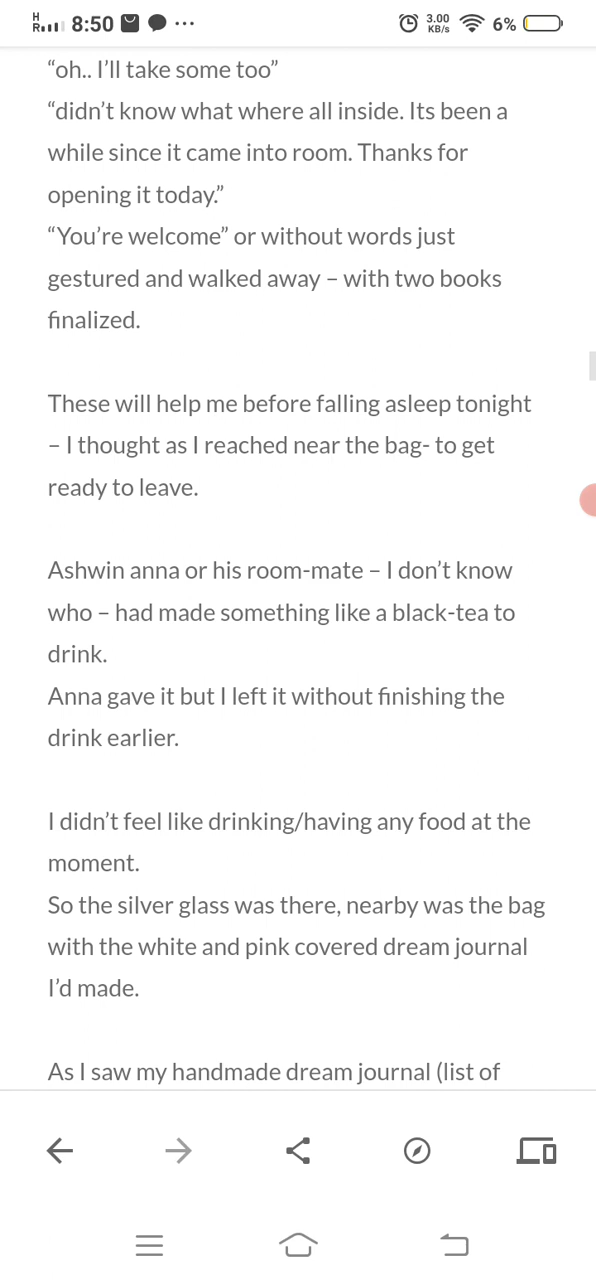 H
R
8:50
3.00
KB/s
6%
“oh.. I’ll take some too”
“didn’t know what where all inside. Its been a
while since it came into room. Thanks for
opening it today.”
“You’re welcome” or without words just
gestured and walked away – with two books
finalized.
These will help me before falling asleep tonight
– I thought as I reached near the bag- to get
ready to leave.
Ashwin anna or his room-mate – I don’t know
who – had made something like a black-tea to
drink.
Anna gave it but I left it without finishing the
drink earlier.
I didn’t feel like drinking/having any food at the
moment.
So the silver glass was there, nearby was the bag
with the white and pink covered dream journal
I’d made.
As I saw my handmade dream journal (list of